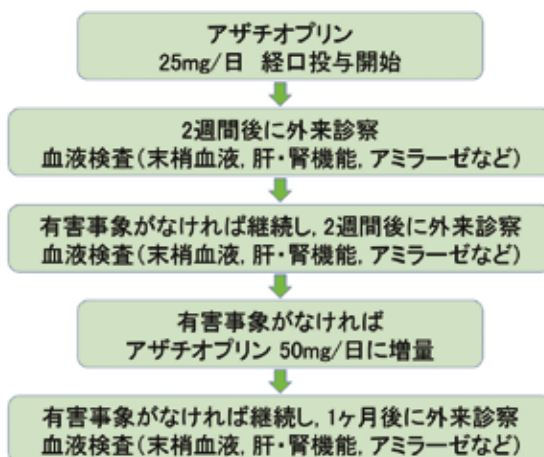 アザチオプリン
25mg/日 経口投与開始
2週間後に外来診察
血液検査(末梢血液, 肝・腎機能, アミラーゼなど)
有害事象がなければ継続し, 2週間後に外来診察
血液検査(末梢血液, 肝・腎機能, アミラーゼなど)
有害事象がなければ
アザチオプリン 50mg/日に増量
有害事象がなければ継続し, 1ヶ月後に外来診察
血液検査(末梢血液, 肝・腎機能, アミラーゼなど)